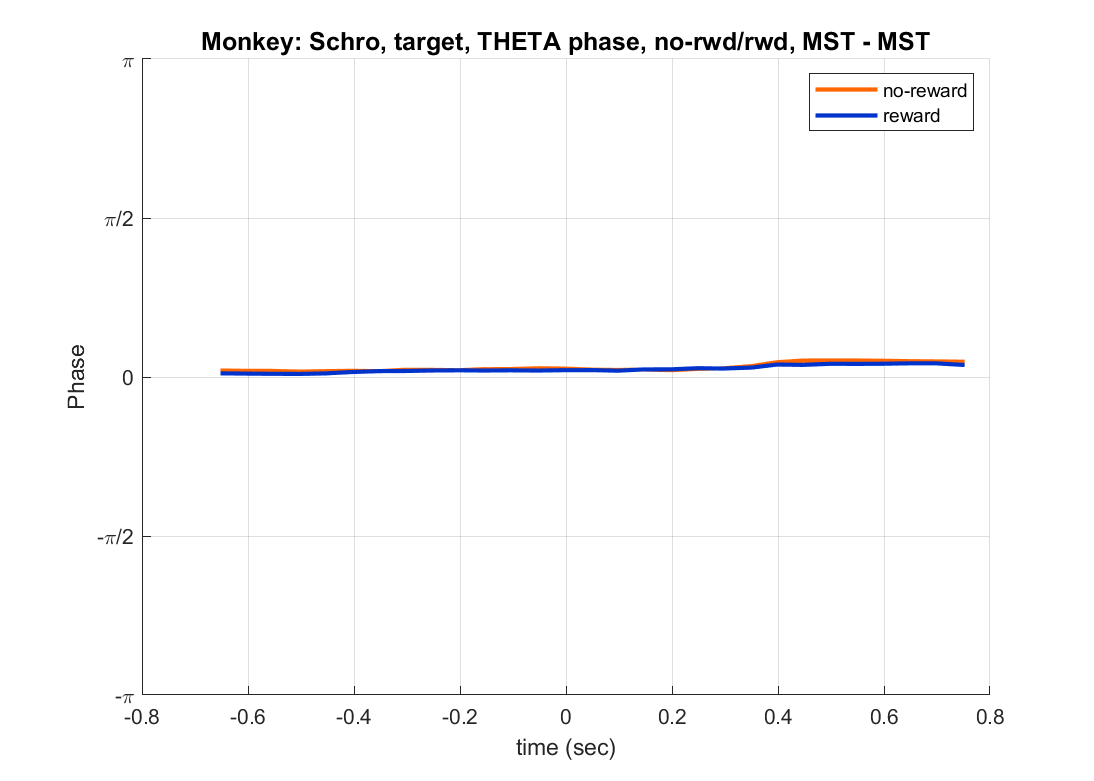 Monkey: Schro, target, THETA phase, no-rwd/rwd, MST - MST
π
no-reward
reward
π/2
Phase
0
-π/2
-π
-0.8 -0.6 -0.4 -0.2 0 0.2 0.4 0.6 0.8
time (sec)